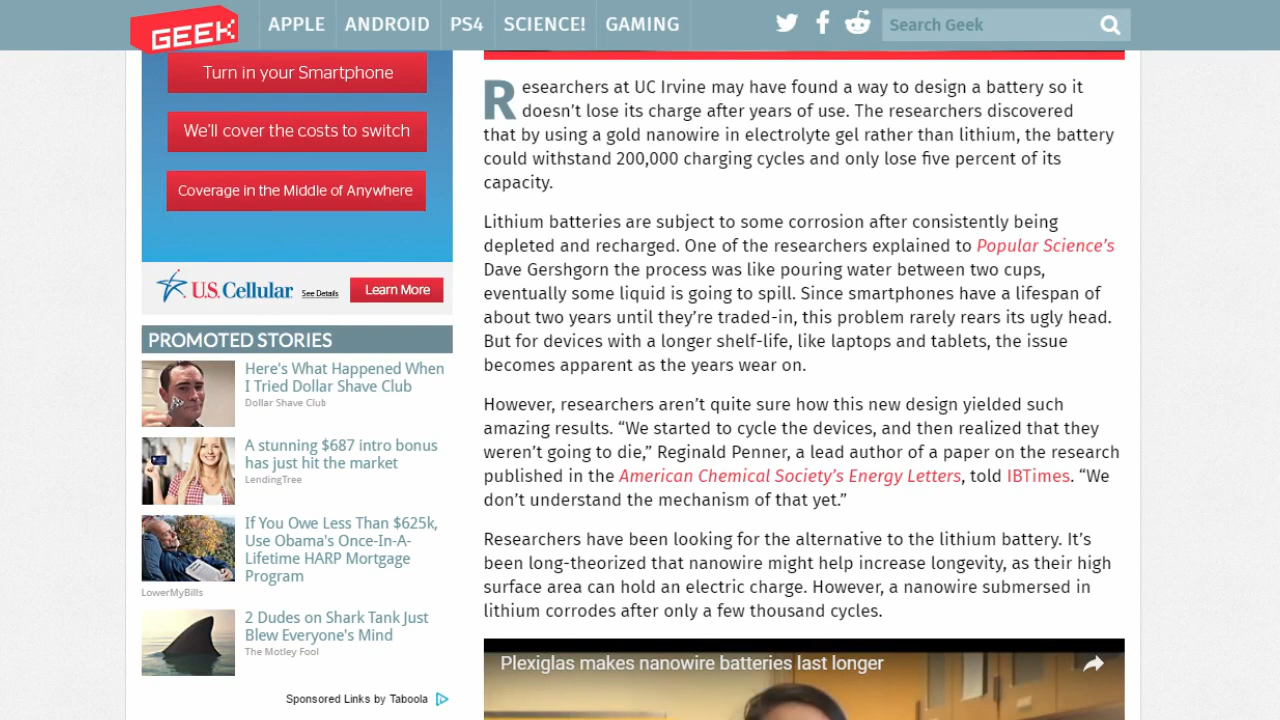 GEEK
APPLE
ANDROID
PS4
SCIENCE!
GAMING
Search Geek
Turn in your Smartphone
We'll cover the costs to switch
Coverage in the Middle of Anywhere
U.S. Cellular
See Details
Learn More
PROMOTED STORIES
Here's What Happened When
I Tried Dollar Shave Club
Dollar Shave Club
A stunning $687 intro bonus
has just hit the market
LendingTree
If You Owe Less Than $625k,
Use Obama's Once-In-A-
Lifetime HARP Mortgage
Program
LowerMyBills
2 Dudes on Shark Tank Just
Blew Everyone's Mind
The Motley Fool
Sponsored Links by Taboola
Researchers at UC Irvine may have found a way to design a battery so it
doesn’t lose its charge after years of use. The researchers discovered
that by using a gold nanowire in electrolyte gel rather than lithium, the battery
could withstand 200,000 charging cycles and only lose five percent of its
capacity.
Lithium batteries are subject to some corrosion after consistently being
depleted and recharged. One of the researchers explained to Popular Science’s
Dave Gershgorn the process was like pouring water between two cups,
eventually some liquid is going to spill. Since smartphones have a lifespan of
about two years until they’re traded-in, this problem rarely rears its ugly head.
But for devices with a longer shelf-life, like laptops and tablets, the issue
becomes apparent as the years wear on.
However, researchers aren’t quite sure how this new design yielded such
amazing results. “We started to cycle the devices, and then realized that they
weren’t going to die,” Reginald Penner, a lead author of a paper on the research
published in the American Chemical Society’s Energy Letters, told IBTimes. “We
don’t understand the mechanism of that yet.”
Researchers have been looking for the alternative to the lithium battery. It’s
been long-theorized that nanowire might help increase longevity, as their high
surface area can hold an electric charge. However, a nanowire submersed in
lithium corrodes after only a few thousand cycles.
Plexiglas makes nanowire batteries last longer